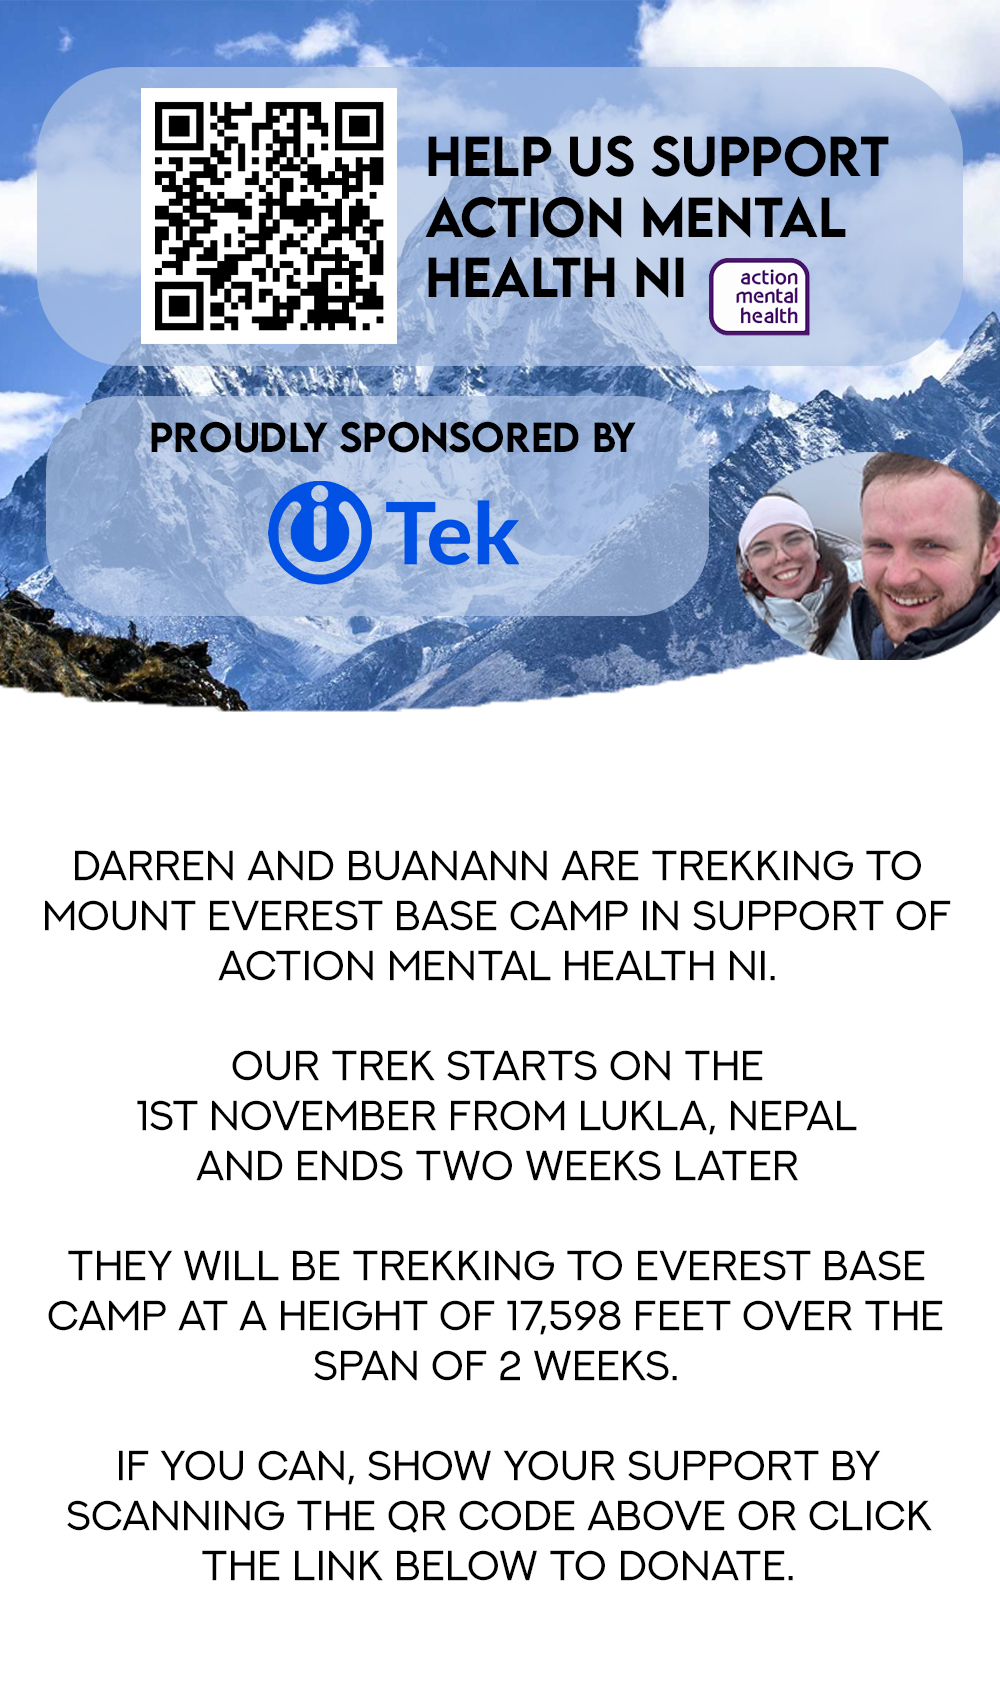 HELP US SUPPORT
ACTION MENTAL
HEALTH NI
action
mental
health
PROUDLY SPONSORED BY
i Tek
DARREN AND BUANANN ARE TREKKING TO
MOUNT EVEREST BASE CAMP IN SUPPORT OF
ACTION MENTAL HEALTH NI.
OUR TREK STARTS ON THE
1ST NOVEMBER FROM LUKLA, NEPAL
AND ENDS TWO WEEKS LATER
THEY WILL BE TREKKING TO EVEREST BASE
CAMP AT A HEIGHT OF 17,598 FEET OVER THE
SPAN OF 2 WEEKS.
IF YOU CAN, SHOW YOUR SUPPORT BY
SCANNING THE QR CODE ABOVE OR CLICK
THE LINK BELOW TO DONATE.